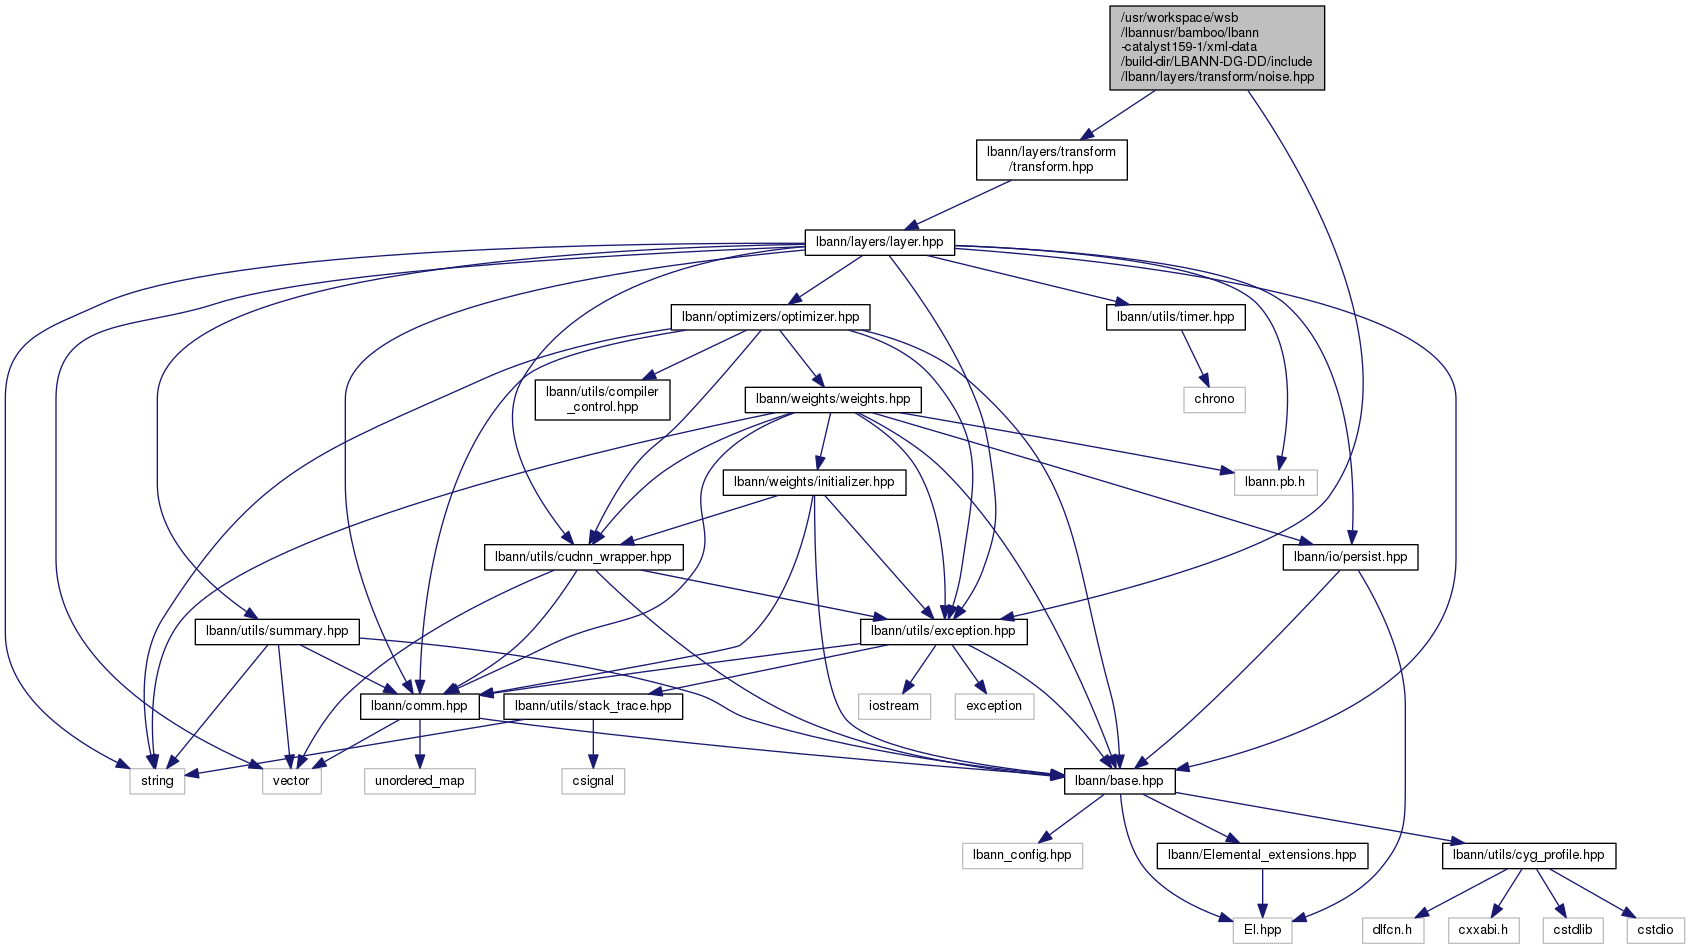 /usr/workspace/wsb
/lbannusr/bamboo/lbann
-catalyst159-1/xml-data
/build-dir/LBANN-DG-DD/include
/lbann/layers/transform/noise.hpp
lbann/layers/transform
/transform.hpp
lbann/layers/layer.hpp
lbann/optimizers/optimizer.hpp
lbann/utils/timer.hpp
lbann/utils/compiler
_control.hpp
lbann/weights/weights.hpp
chrono
lbann/weights/initializer.hpp
lbann.pb.h
lbann/utils/cudnn_wrapper.hpp
lbann/io/persist.hpp
lbann/utils/summary.hpp
lbann/utils/exception.hpp
lbann/comm.hpp
lbann/utils/stack_trace.hpp
iostream
exception
string
vector
unordered_map
csignal
lbann/base.hpp
lbann_config.hpp
lbann/Elemental_extensions.hpp
lbann/utils/cyg_profile.hpp
El.hpp
dlfcn.h
cxxabi.h
cstdlib
cstdio